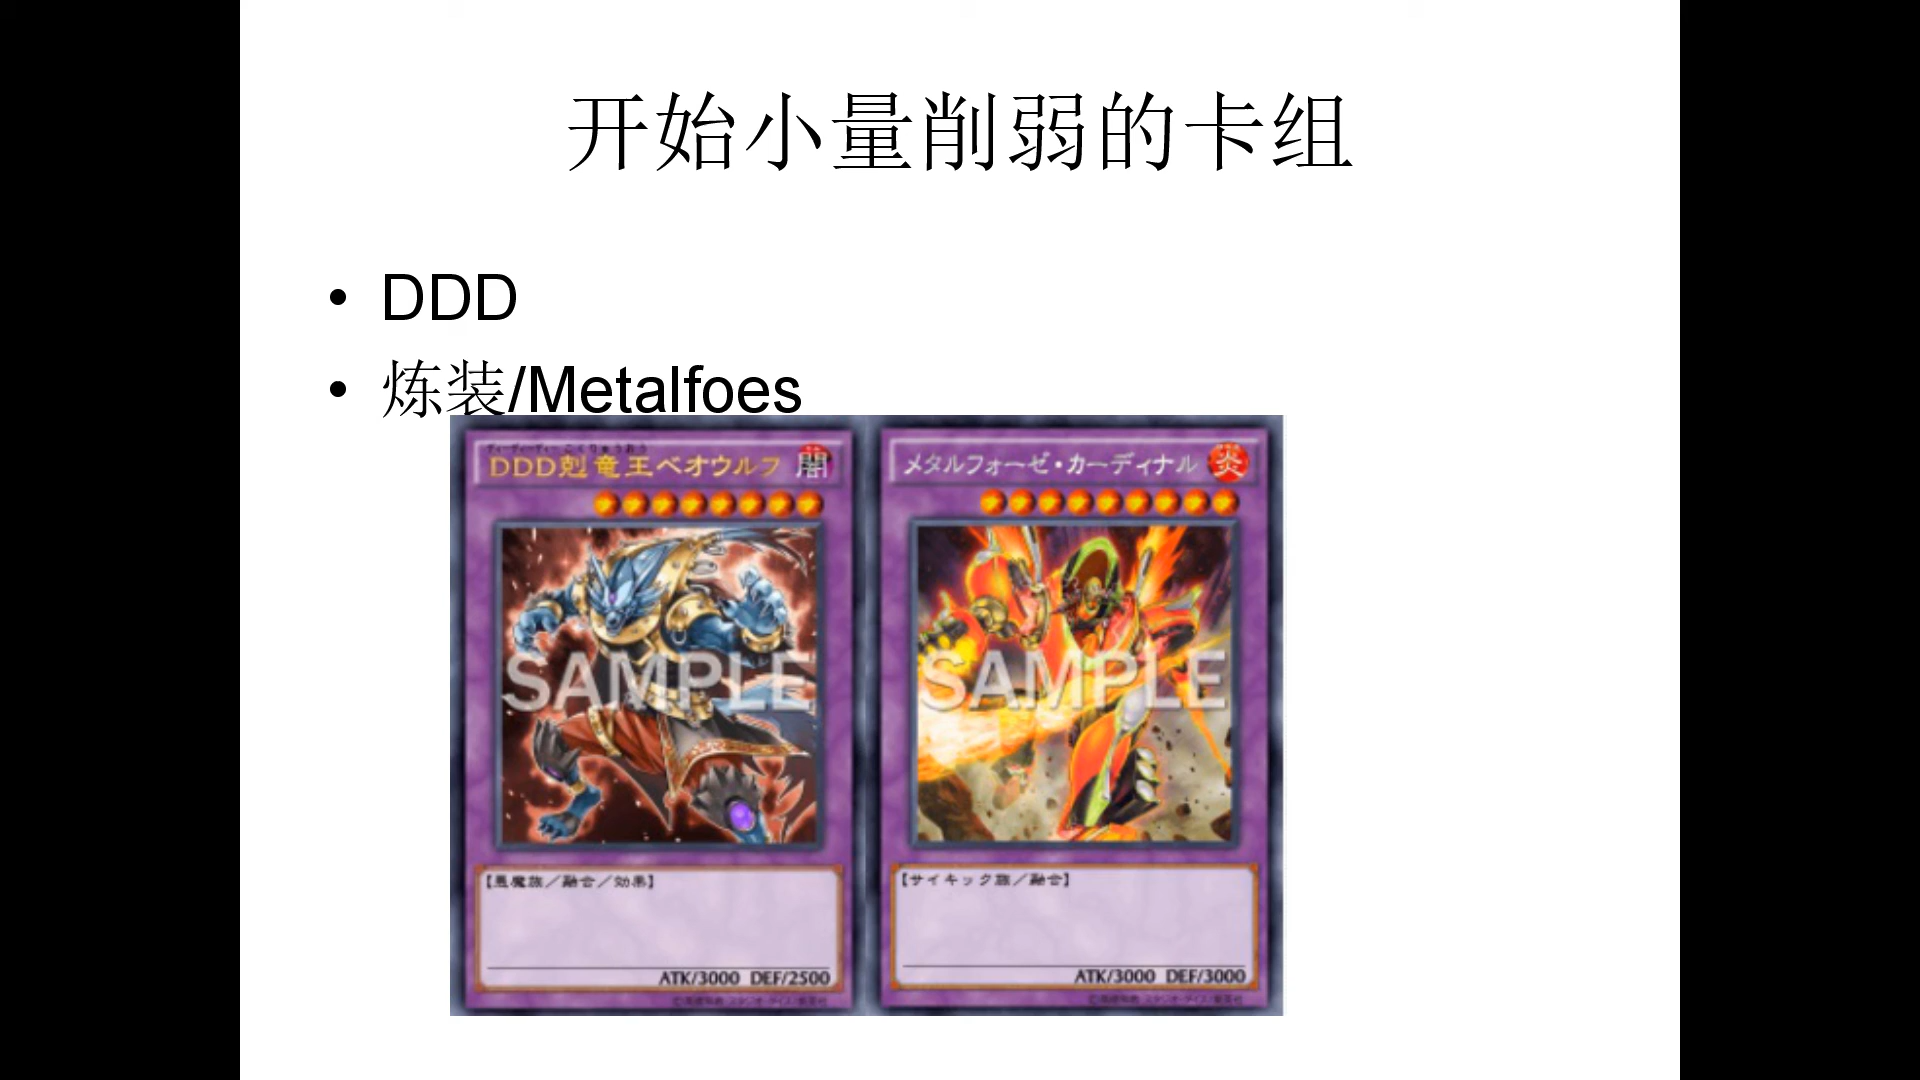 开始小量削弱的卡组
• DDD
• 炼装/Metalfoes
DDD剋竜王ベオウルフ 闇
SAMPLE
【悪魔族／融合／効果】
ATK/3000 DEF/2500
メタルフォーゼ・カーディナル 炎
SAMPLE
【サイキック族／融合】
ATK/3000 DEF/3000